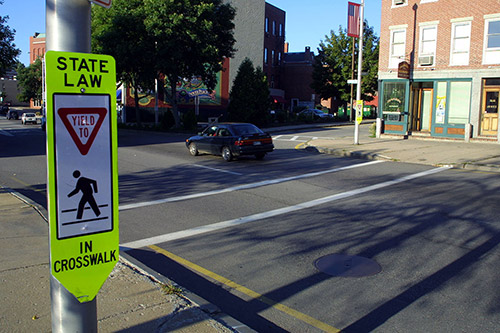 STATE
LAW
YIELD
TO
IN
CROSSWALK